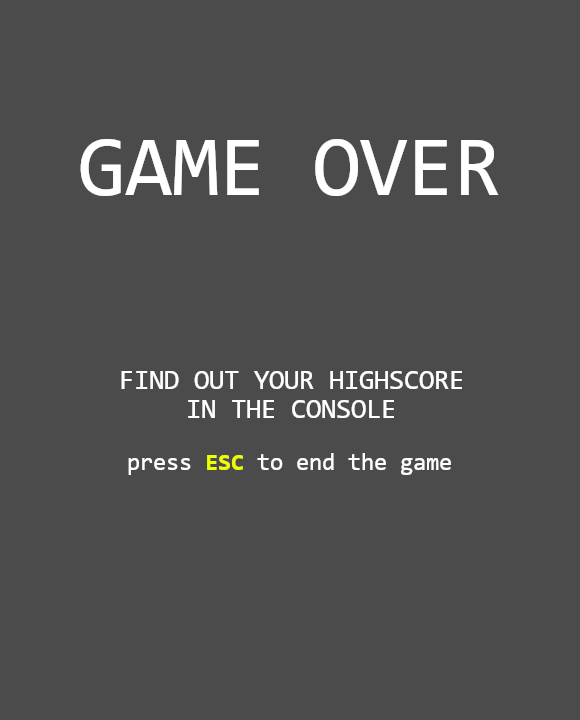 GAME OVER
FIND OUT YOUR HIGHSCORE
IN THE CONSOLE
press ESC to end the game